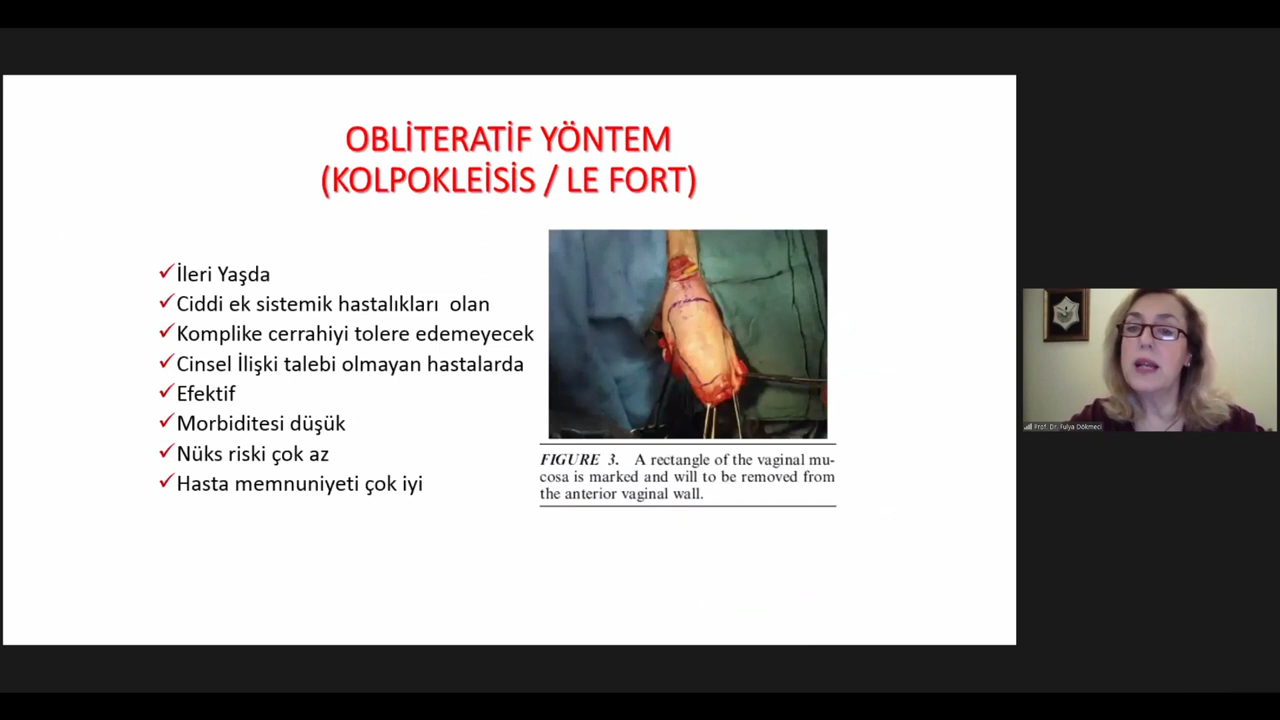 OBLİTERATİF YÖNTEM
(KOLPOKLEİSİS / LE FORT)
✓İleri Yaşda
✓Ciddi ek sistemik hastalıkları olan
✓Komplike cerrahiyi tolere edemeyecek
✓Cinsel İlişki talebi olmayan hastalarda
✓Efektif
✓Morbiditesi düşük
✓Nüks riski çok az
✓Hasta memnuniyeti çok iyi
FIGURE 3. A rectangle of the vaginal mu-
cosa is marked and will to be removed from
the anterior vaginal wall.
Prof. Dr. Fulya Dökmeci